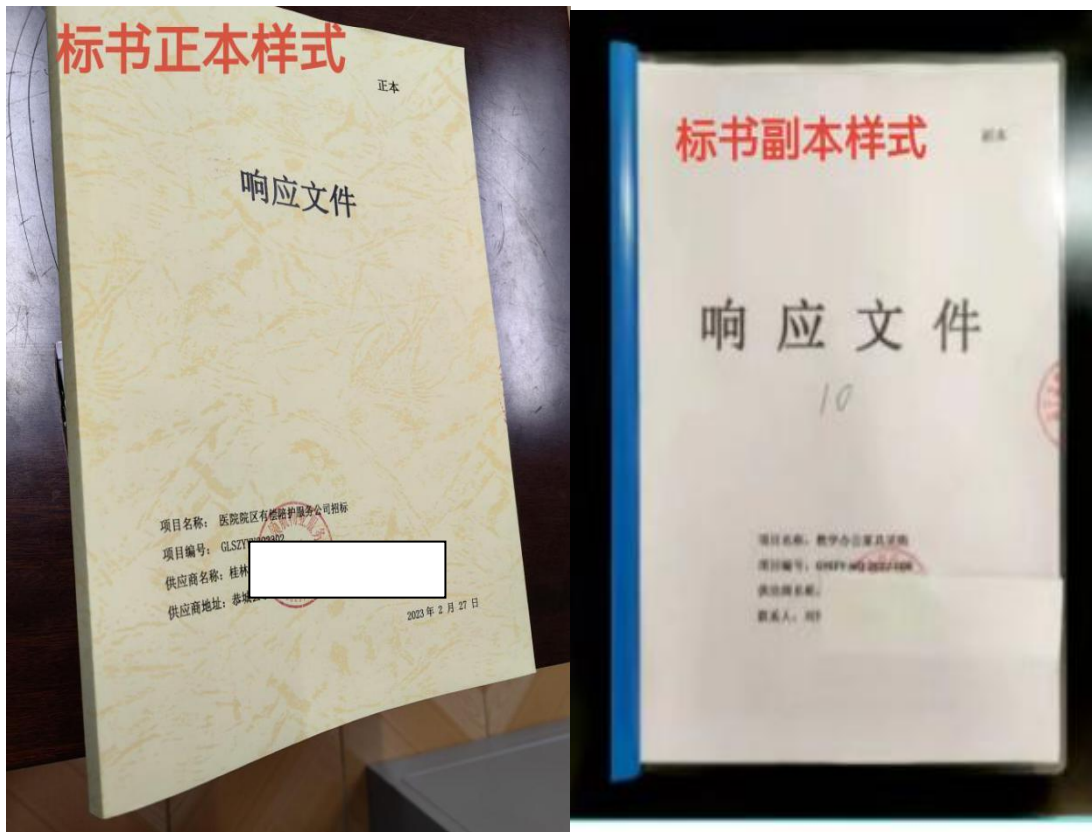 标书正本样式
正本
响应文件
项目名称: 医院院区有偿陪护服务公司招标
项目编号: GLSZY
供应商名称: 桂林
供应商地址: 恭城
2023年2月27日
标书副本样式
副本
响应文件
10
项目名称: 教学办公家具采购
项目编号:
供应商名称:
联系人: